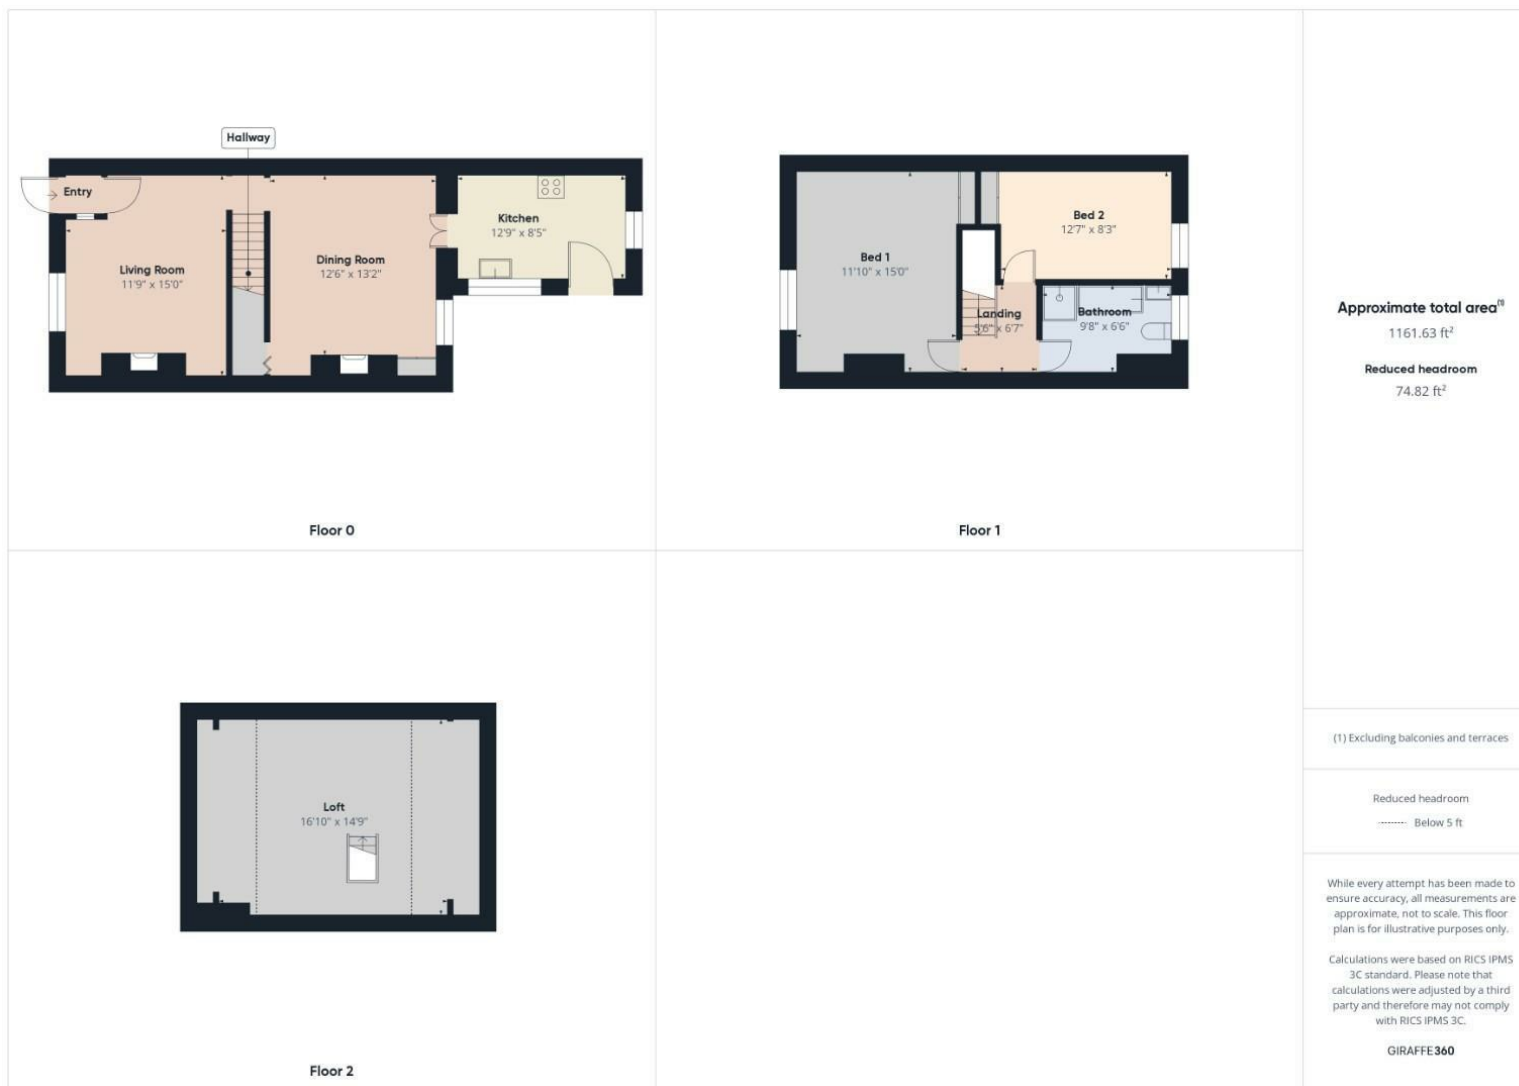 Hallway
Entry
Living Room
11'9" x 15'0"
Dining Room
12'6" x 13'2"
Kitchen
12'9" x 8'5"
Floor 0
Bed 1
11'10" x 15'0"
Bed 2
12'7" x 8'3"
Landing
5'6" x 6'7"
Bathroom
9'8" x 6'6"
Floor 1
Loft
16'10" x 14'9"
Floor 2
Approximate total area(1)
1161.63 ft²
Reduced headroom
74.82 ft²
(1) Excluding balconies and terraces
Reduced headroom
Below 5 ft
While every attempt has been made to
ensure accuracy, all measurements are
approximate, not to scale. This floor
plan is for illustrative purposes only.
Calculations were based on RICS IPMS
3C standard. Please note that
calculations were adjusted by a third
party and therefore may not comply
with RICS IPMS 3C.
GIRAFFE360